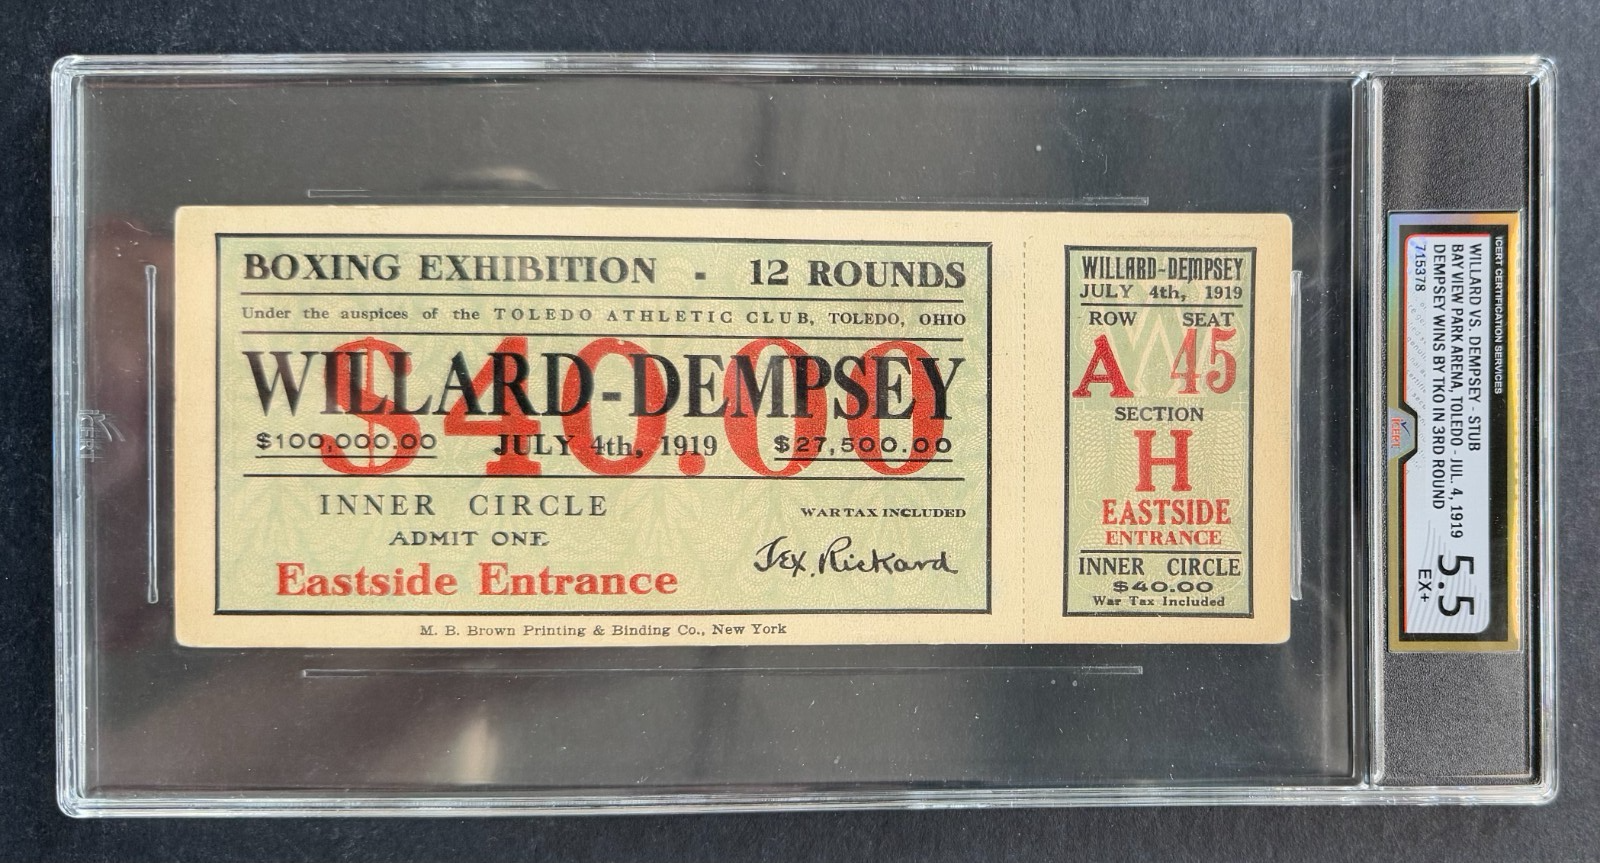 BOXING EXHIBITION - 12 ROUNDS
Under the auspices of the TOLEDO ATHLETIC CLUB, TOLEDO, OHIO
$40.00
WILLARD-DEMPSEY
$100,000.00 JULY 4th, 1919 $27,500.00
INNER CIRCLE
WAR TAX INCLUDED
ADMIT ONE
Tex. Rickard
Eastside Entrance
M. B. Brown Printing & Binding Co., New York
WILLARD-DEMPSEY
JULY 4th, 1919
ROW SEAT
A 45
SECTION
H
EASTSIDE
ENTRANCE
INNER CIRCLE
$40.00
War Tax Included
ICERT CERTIFICATION SERVICES
WILLARD VS. DEMPSEY - STUB
BAY VIEW PARK ARENA, TOLEDO - JUL. 4, 1919
DEMPSEY WINS BY TKO IN 3RD ROUND
715378
ICERT
5.5
EX+
ICERT